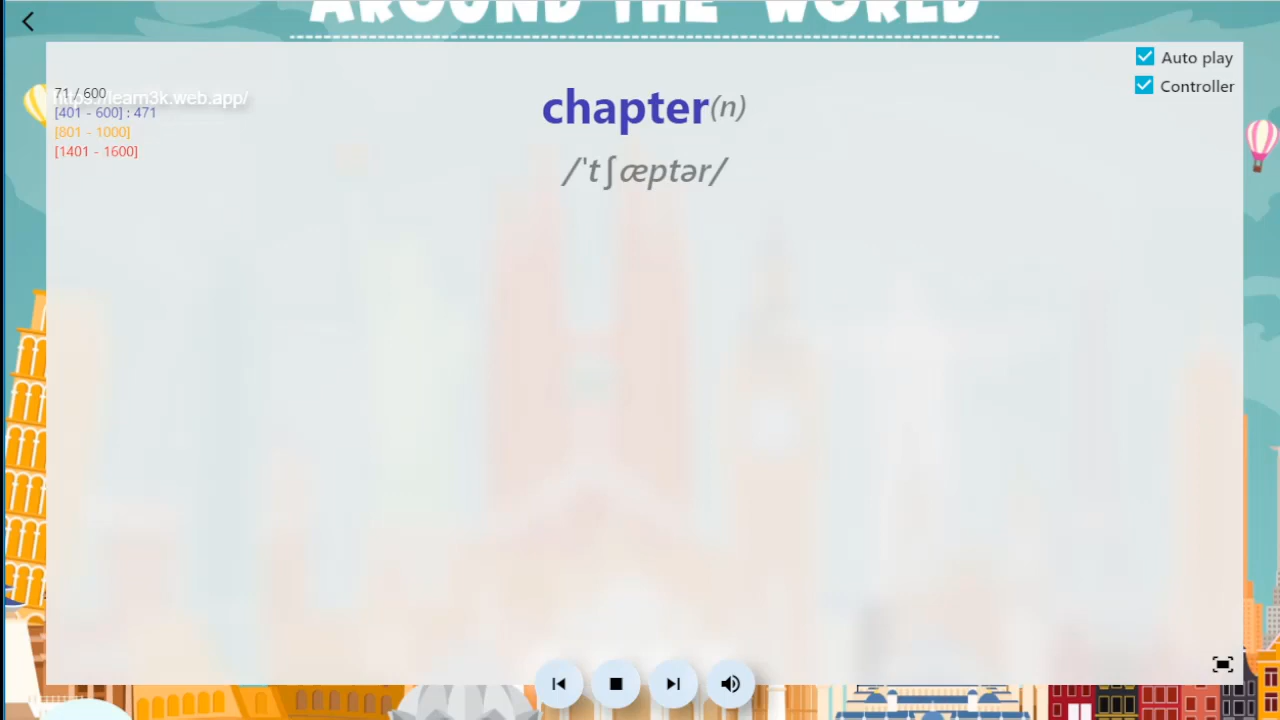 AROUND THE WORLD
Auto play
Controller
71 / 600
https://learn3k.web.app/
[401 - 600] : 471
[801 - 1000]
[1401 - 1600]
chapter(n)
/ˈtʃæptər/